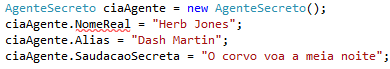 AgenteSecreto ciaAgente = new AgenteSecreto();
ciaAgente.NomeReal = "Herb Jones";
ciaAgente.Alias = "Dash Martin";
ciaAgente.SaudacaoSecreta = "O corvo voa a meia noite";